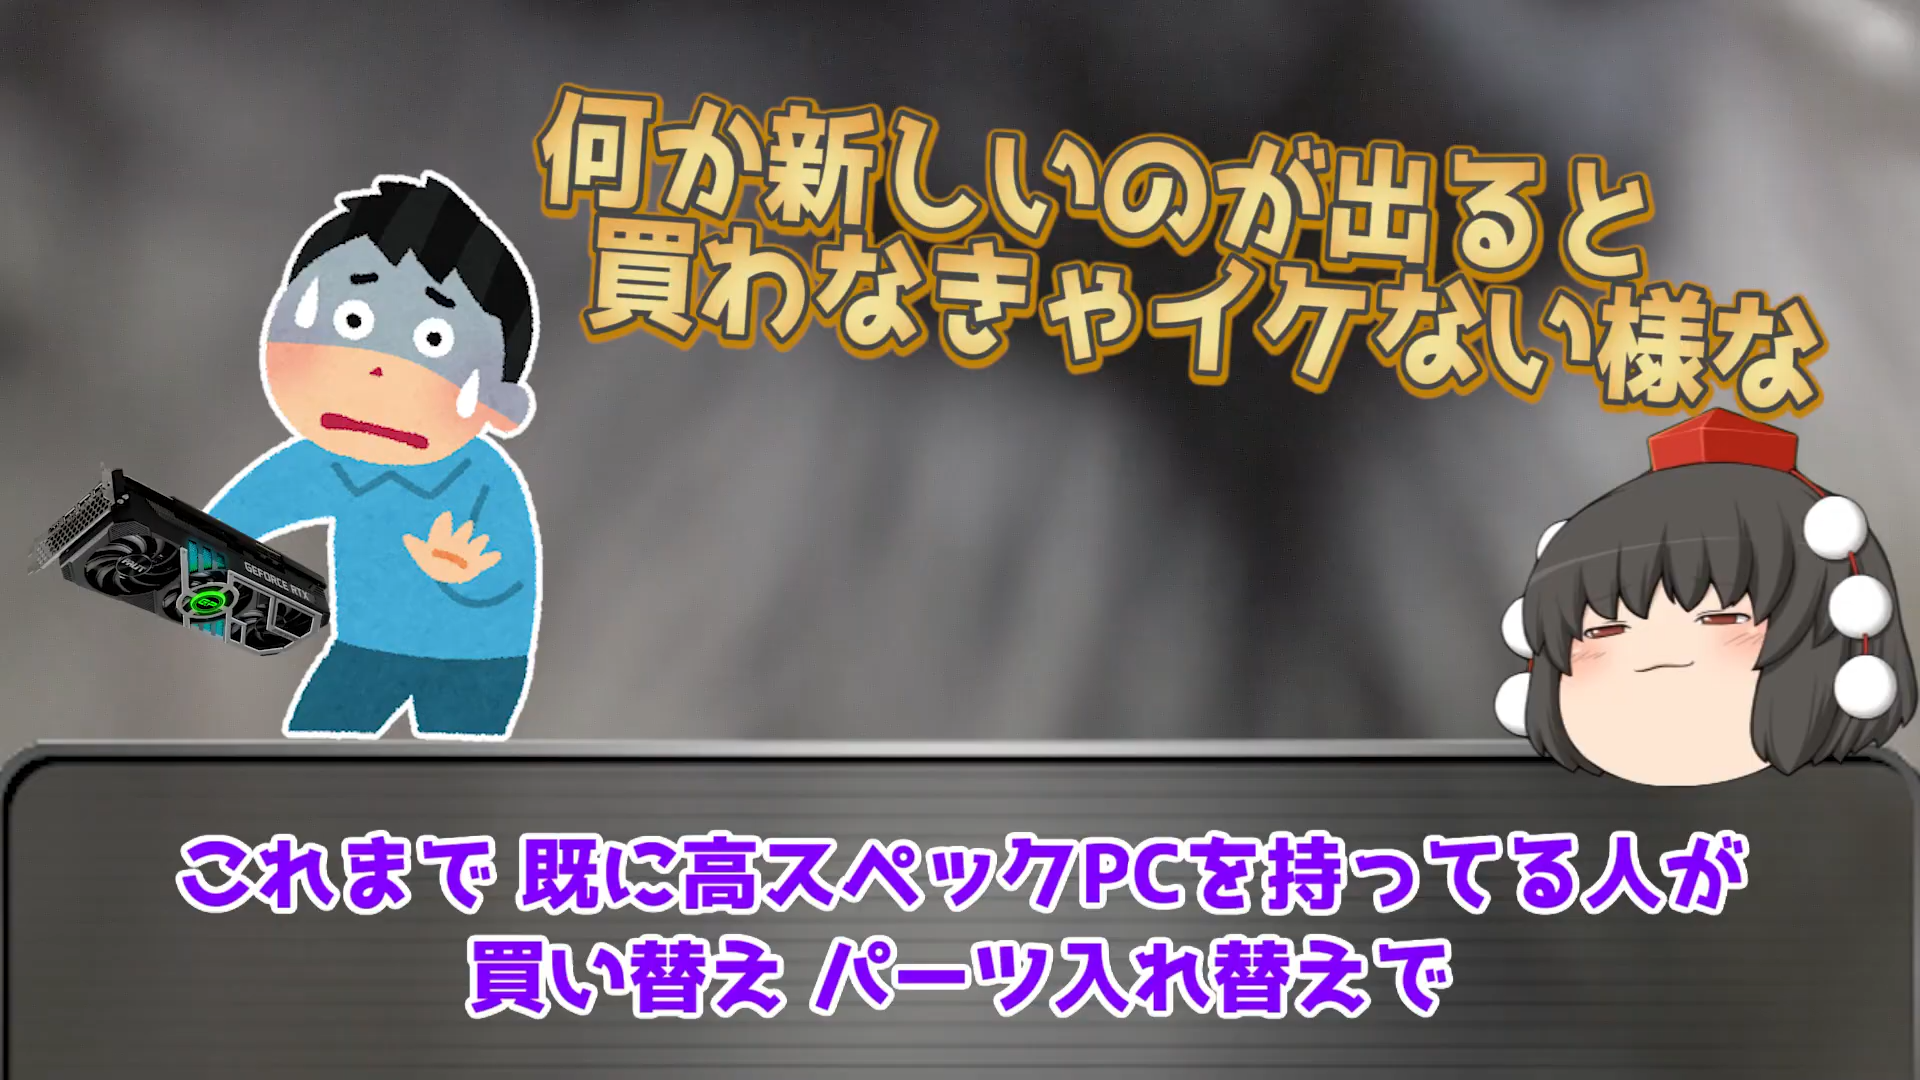 何か新しいのが出ると
買わなきゃイケない様な
GEFORCE RTX
これまで 既に高スペックPCを持ってる人が
買い替え パーツ入れ替えで